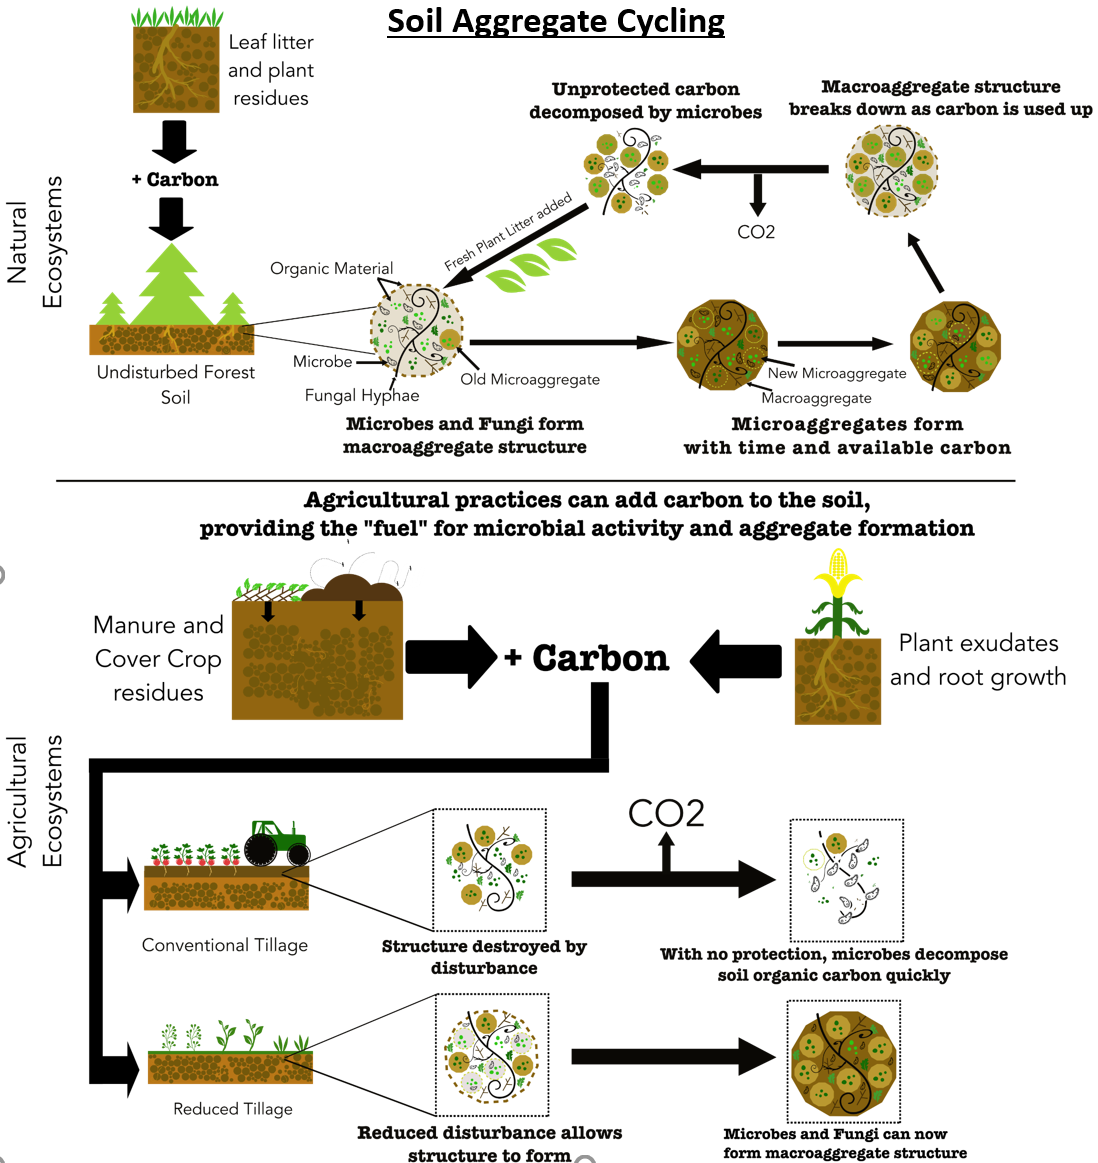 Soil Aggregate Cycling
Leaf litter
and plant
residues
+ Carbon
Natural
Ecosystems
Undisturbed Forest
Soil
Unprotected carbon
decomposed by microbes
Macroaggregate structure
breaks down as carbon is used up
CO2
Fresh Plant Litter added
Organic Material
Microbe
Fungal Hyphae
Old Microaggregate
Microbes and Fungi form
macroaggregate structure
New Microaggregate
Macroaggregate
Microaggregates form
with time and available carbon
Agricultural practices can add carbon to the soil,
providing the "fuel" for microbial activity and aggregate formation
Manure and
Cover Crop
residues
+ Carbon
Plant exudates
and root growth
Agricultural
Ecosystems
Conventional Tillage
Structure destroyed by
disturbance
CO2
With no protection, microbes decompose
soil organic carbon quickly
Reduced Tillage
Reduced disturbance allows
structure to form
Microbes and Fungi can now
form macroaggregate structure